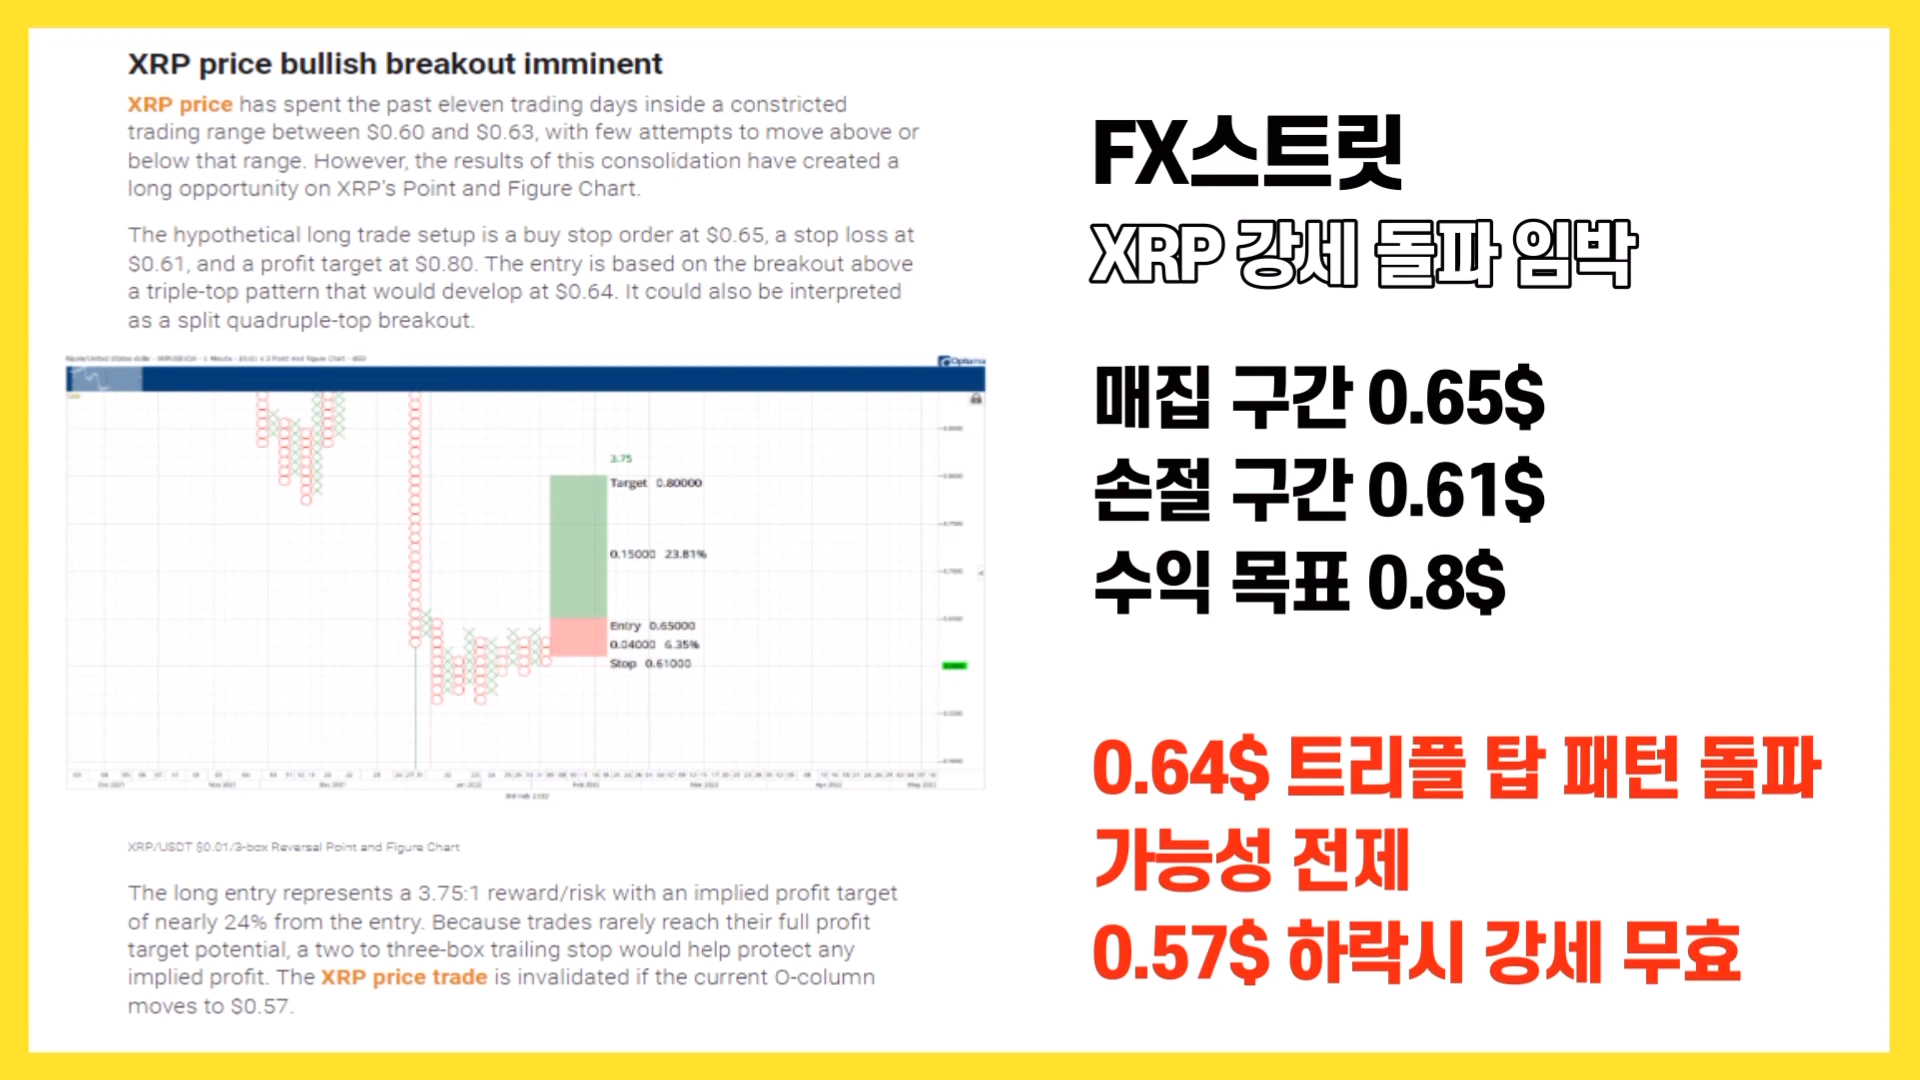 XRP price bullish breakout imminent
XRP price has spent the past eleven trading days inside a constricted
trading range between $0.60 and $0.63, with few attempts to move above or
below that range. However, the results of this consolidation have created a
long opportunity on XRP's Point and Figure Chart.
The hypothetical long trade setup is a buy stop order at $0.65, a stop loss at
$0.61, and a profit target at $0.80. The entry is based on the breakout above
a triple-top pattern that would develop at $0.64. It could also be interpreted
as a split quadruple-top breakout.
Optuma
3.75
Target 0.80000
0.15000 23.81%
Entry 0.65000
0.04000 6.35%
Stop 0.61000
XRP/USDT $0.01/3-box Reversal Point and Figure Chart
The long entry represents a 3.75:1 reward/risk with an implied profit target
of nearly 24% from the entry. Because trades rarely reach their full profit
target potential, a two to three-box trailing stop would help protect any
implied profit. The XRP price trade is invalidated if the current O-column
moves to $0.57.
FX스트릿
XRP 강세 돌파 임박
매집 구간 0.65$
손절 구간 0.61$
수익 목표 0.8$
0.64$ 트리플 탑 패턴 돌파
가능성 전제
0.57$ 하락시 강세 무효